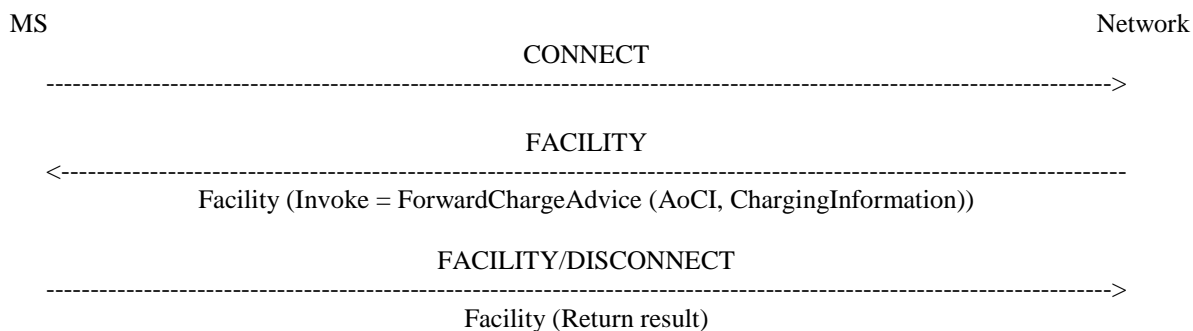 MS Network
CONNECT
------------------------------------------------------------------------------------------------------------------------>
FACILITY
<------------------------------------------------------------------------------------------------------------------------
Facility (Invoke = ForwardChargeAdvice (AoCI, ChargingInformation))
FACILITY/DISCONNECT
------------------------------------------------------------------------------------------------------------------------>
Facility (Return result)